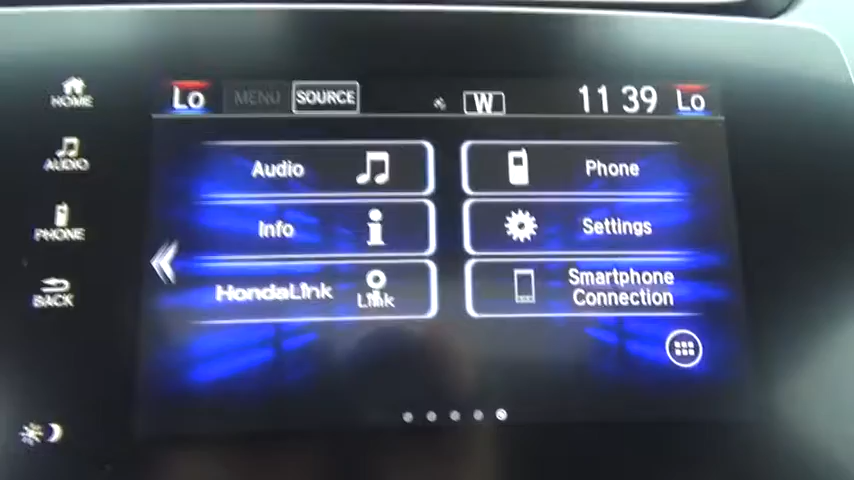 HOME
AUDIO
PHONE
BACK
Lo
MENU
SOURCE
W
11 39
Lo
Audio
Phone
Info
Settings
HondaLink
Link
Smartphone
Connection